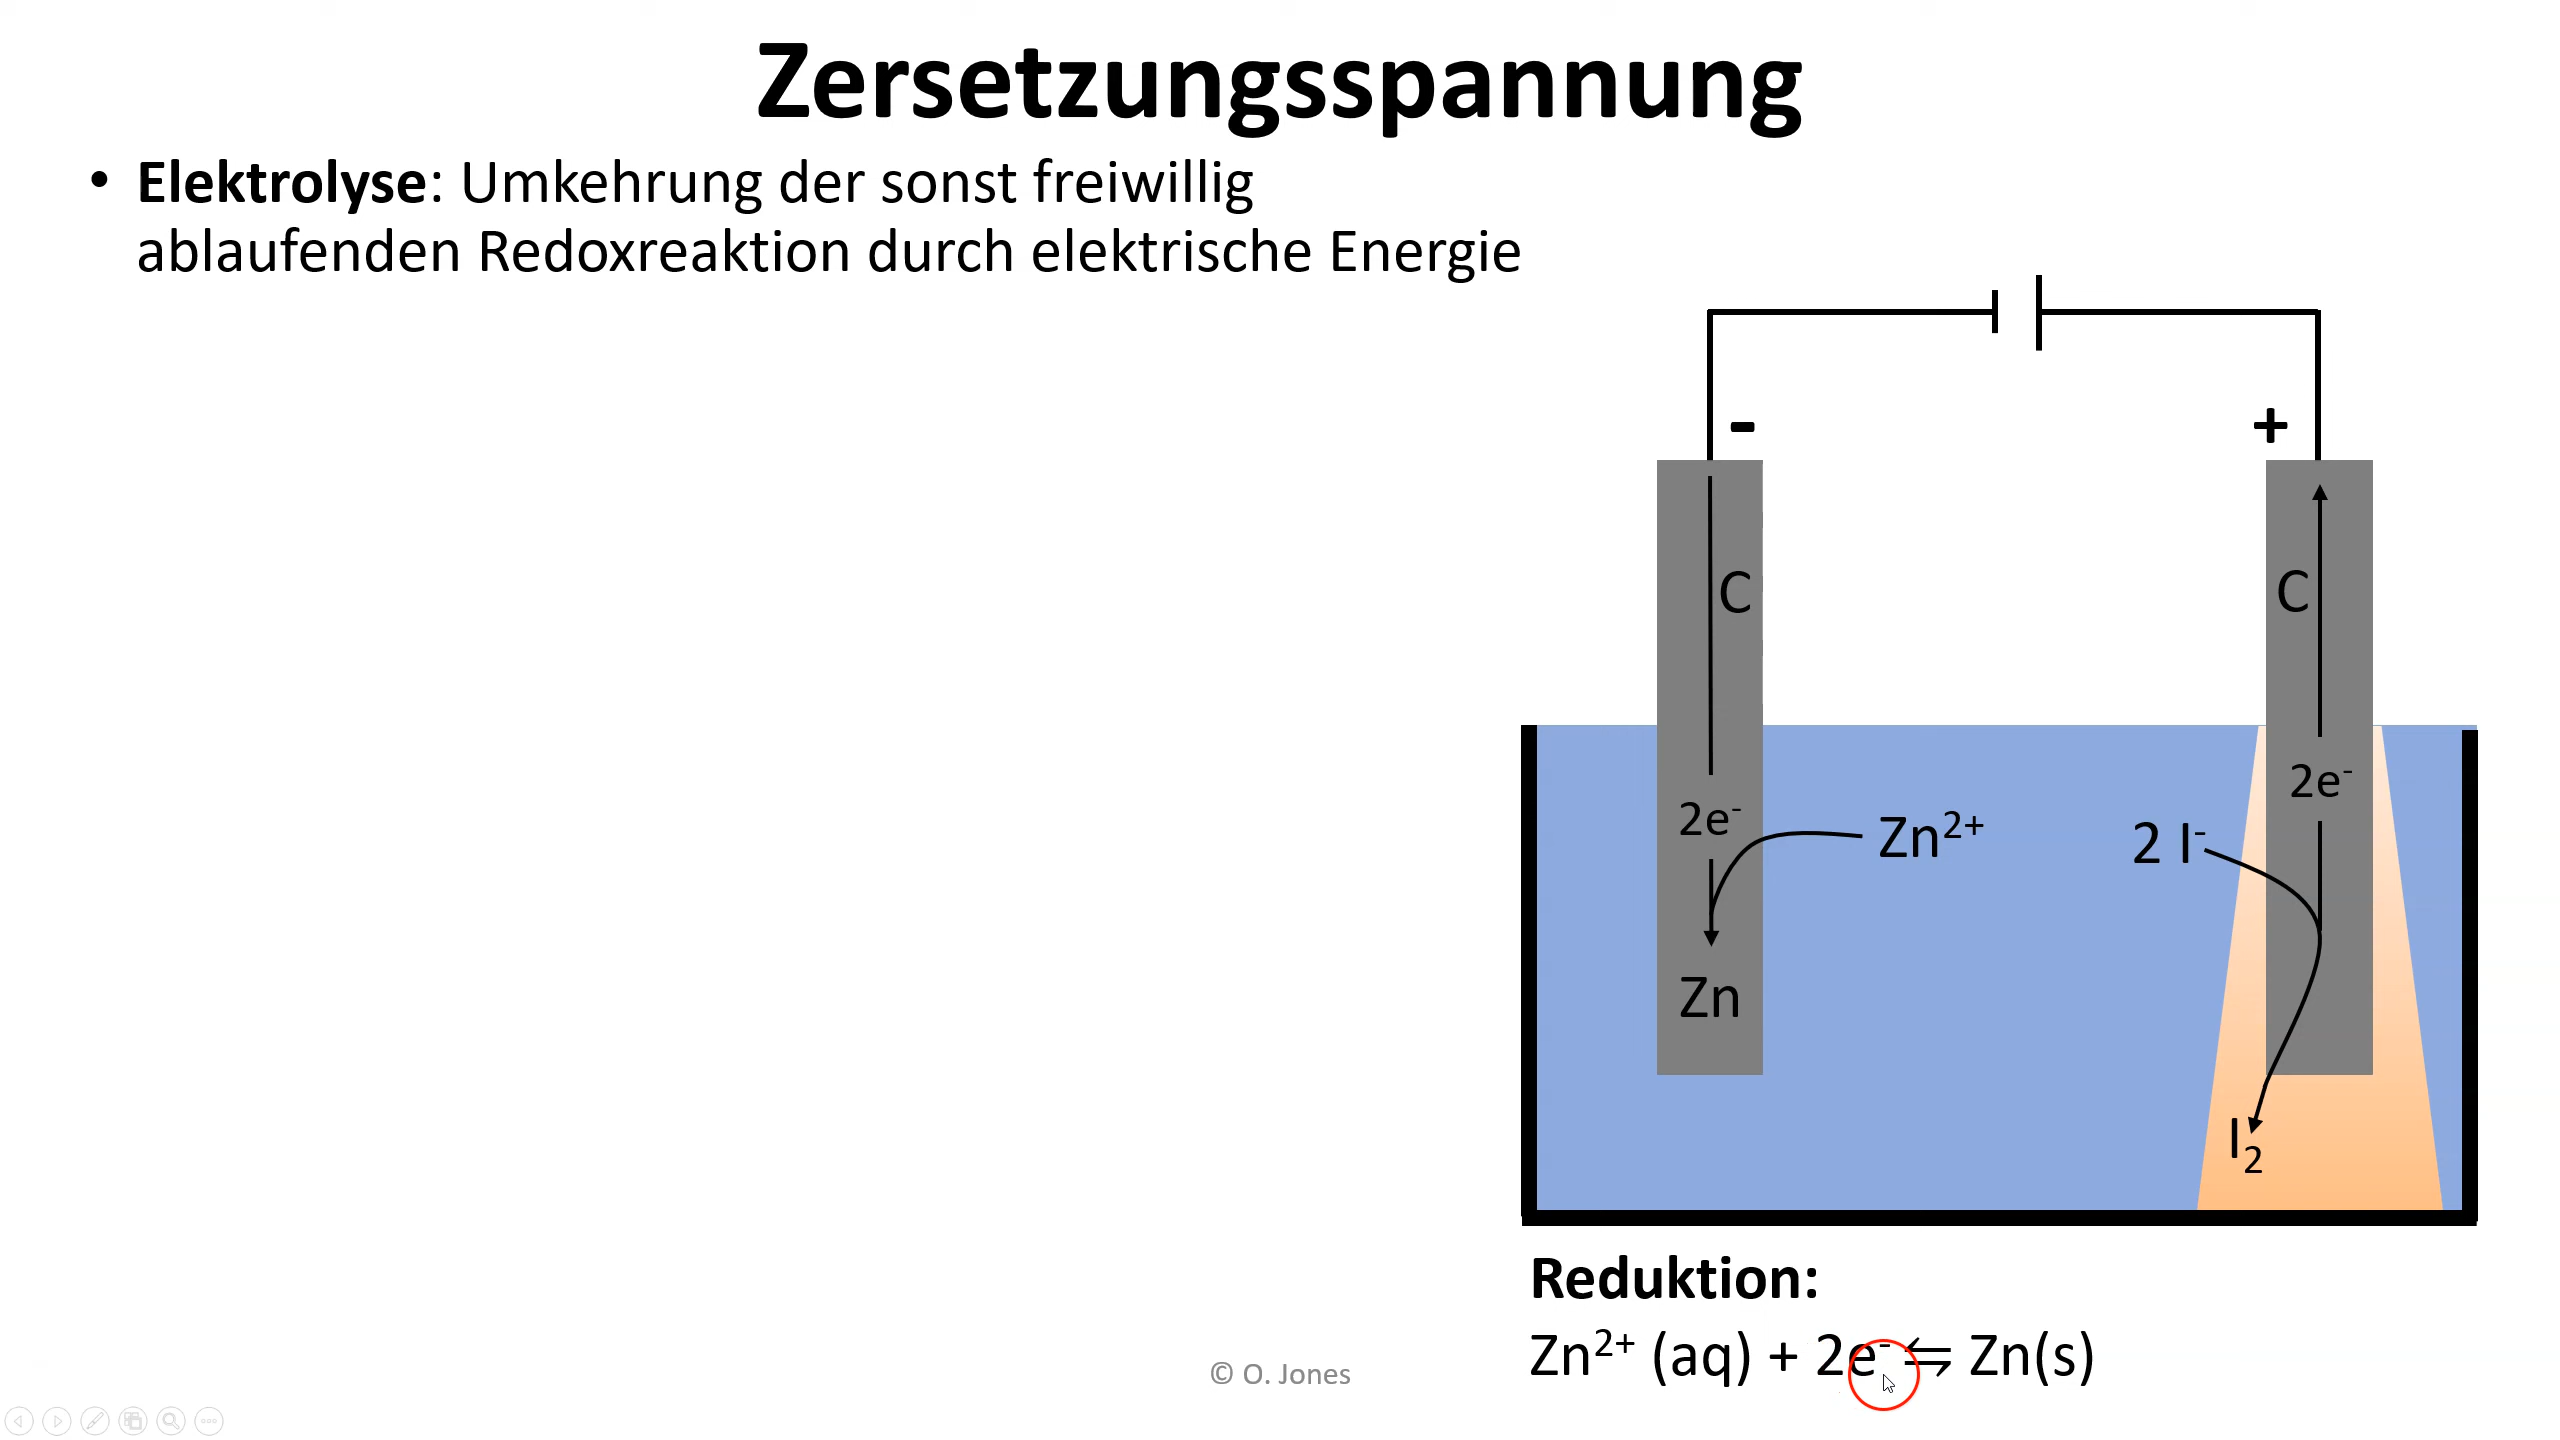 Zersetzungsspannung
• Elektrolyse: Umkehrung der sonst freiwillig
ablaufenden Redoxreaktion durch elektrische Energie
- +
C C
2e⁻ 2e⁻
Zn²⁺ 2 I⁻
Zn
I₂
Reduktion:
Zn²⁺ (aq) + 2e⁻ ⇋ Zn(s)
© O. Jones